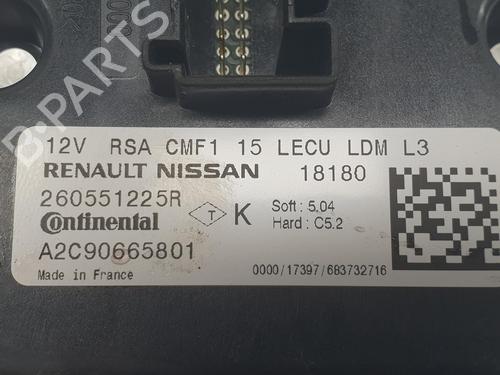 12V RSA CMF1 15 LECU LDM L3
RENAULT NISSAN 18180
260551225R
Continental T K Soft : 5.04
Hard : C5.2
A2C90665801
Made in France 0000/17397/683732716